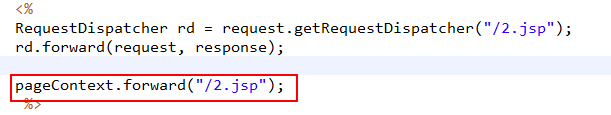 <%
RequestDispatcher rd = request.getRequestDispatcher("/2.jsp");
rd.forward(request, response);
pageContext.forward("/2.jsp");
%>